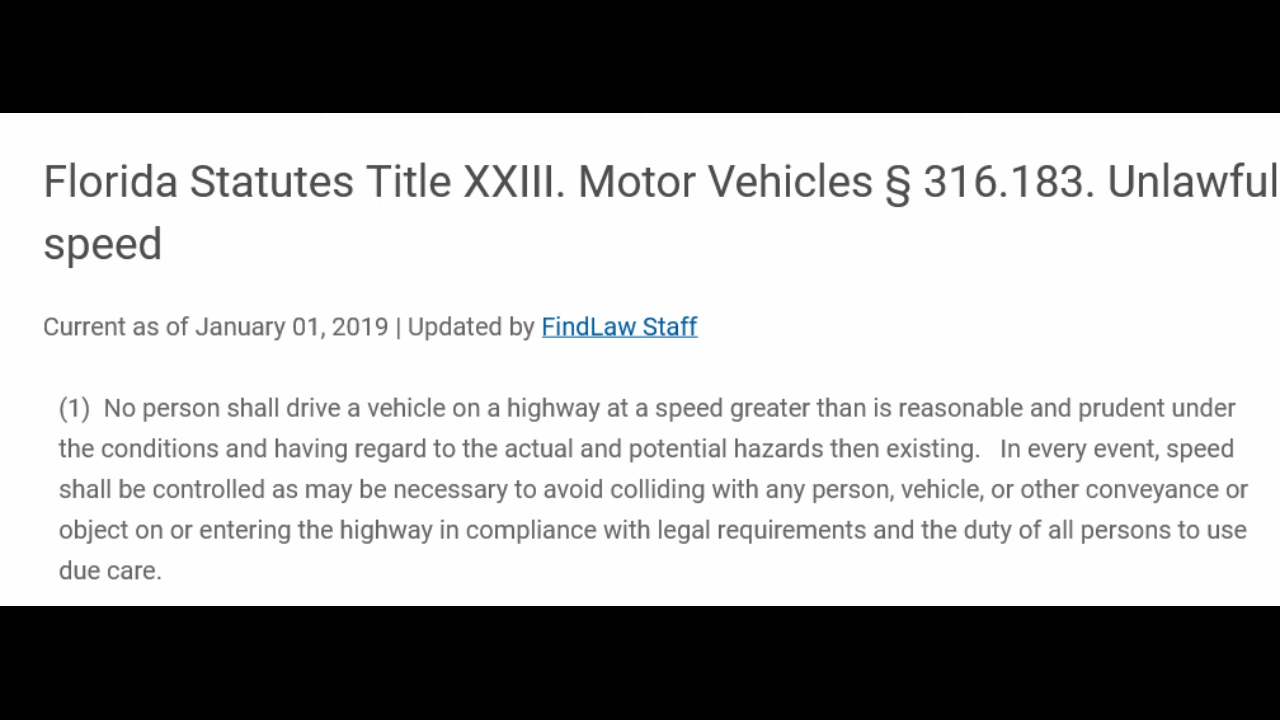 Florida Statutes Title XXIII. Motor Vehicles § 316.183. Unlawful
speed
Current as of January 01, 2019 | Updated by FindLaw Staff
(1) No person shall drive a vehicle on a highway at a speed greater than is reasonable and prudent under
the conditions and having regard to the actual and potential hazards then existing. In every event, speed
shall be controlled as may be necessary to avoid colliding with any person, vehicle, or other conveyance or
object on or entering the highway in compliance with legal requirements and the duty of all persons to use
due care.